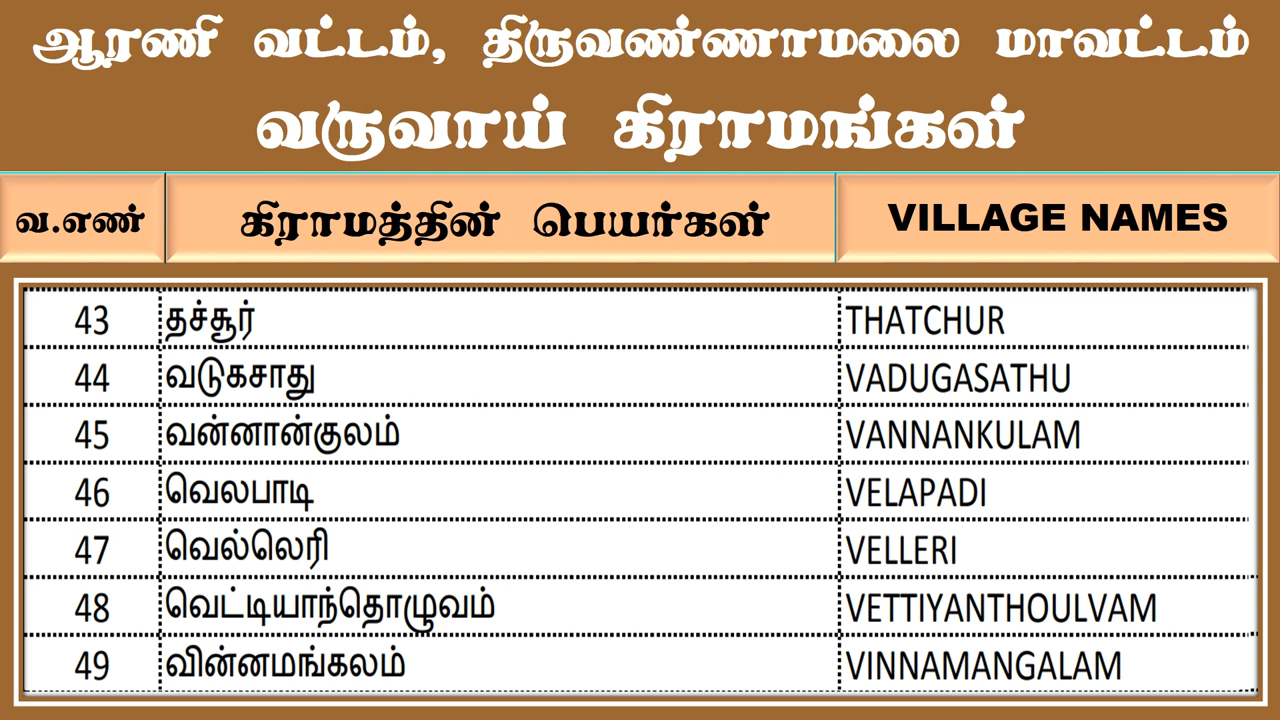 ஆரணி வட்டம், திருவண்ணாமலை மாவட்டம்
வருவாய் கிராமங்கள்
வ.எண் கிராமத்தின் பெயர்கள் VILLAGE NAMES
43 தச்சூர் THATCHUR
44 வடுகசாது VADUGASATHU
45 வன்னான்குலம் VANNANKULAM
46 வெலபாடி VELAPADI
47 வெல்லெரி VELLERI
48 வெட்டியாந்தொழுவம் VETTIYANTHOULVAM
49 வின்னமங்கலம் VINNAMANGALAM